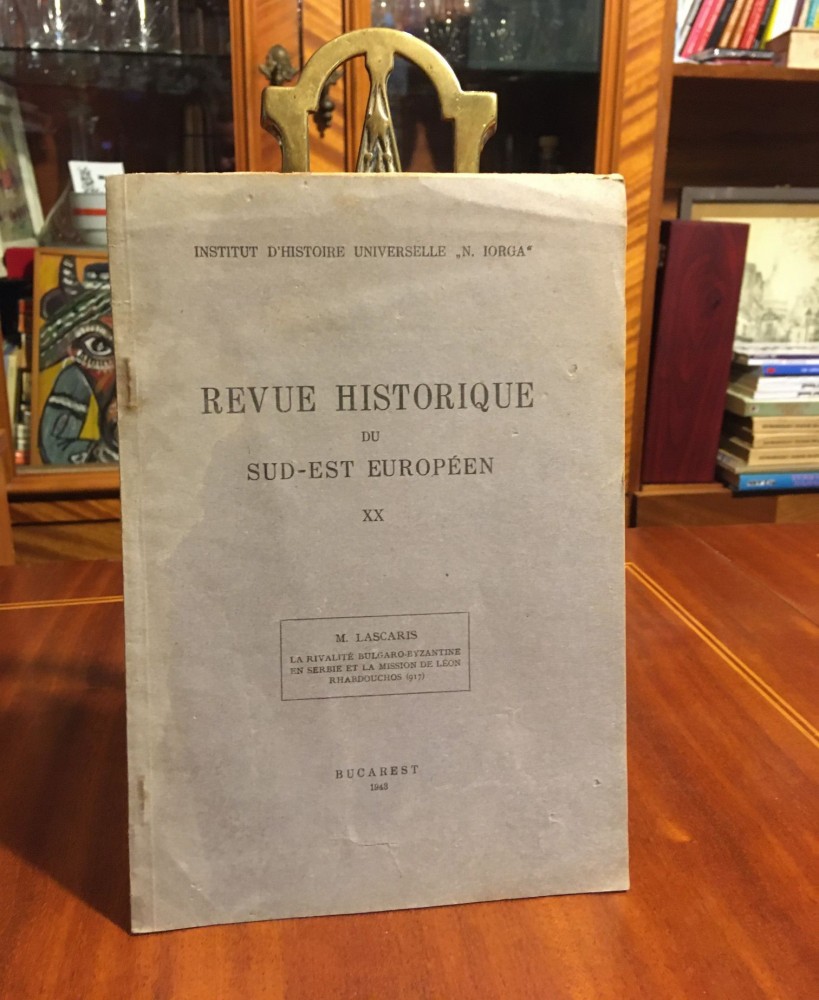 INSTITUT D'HISTOIRE UNIVERSELLE „N. IORGA“
REVUE HISTORIQUE
DU
SUD-EST EUROPÉEN
XX
M. LASCARIS
LA RIVALITÉ BULGARO-BYZANTINE
EN SERBIE ET LA MISSION DE LÉON
RHABDOUCHOS (917)
BUCAREST
1943